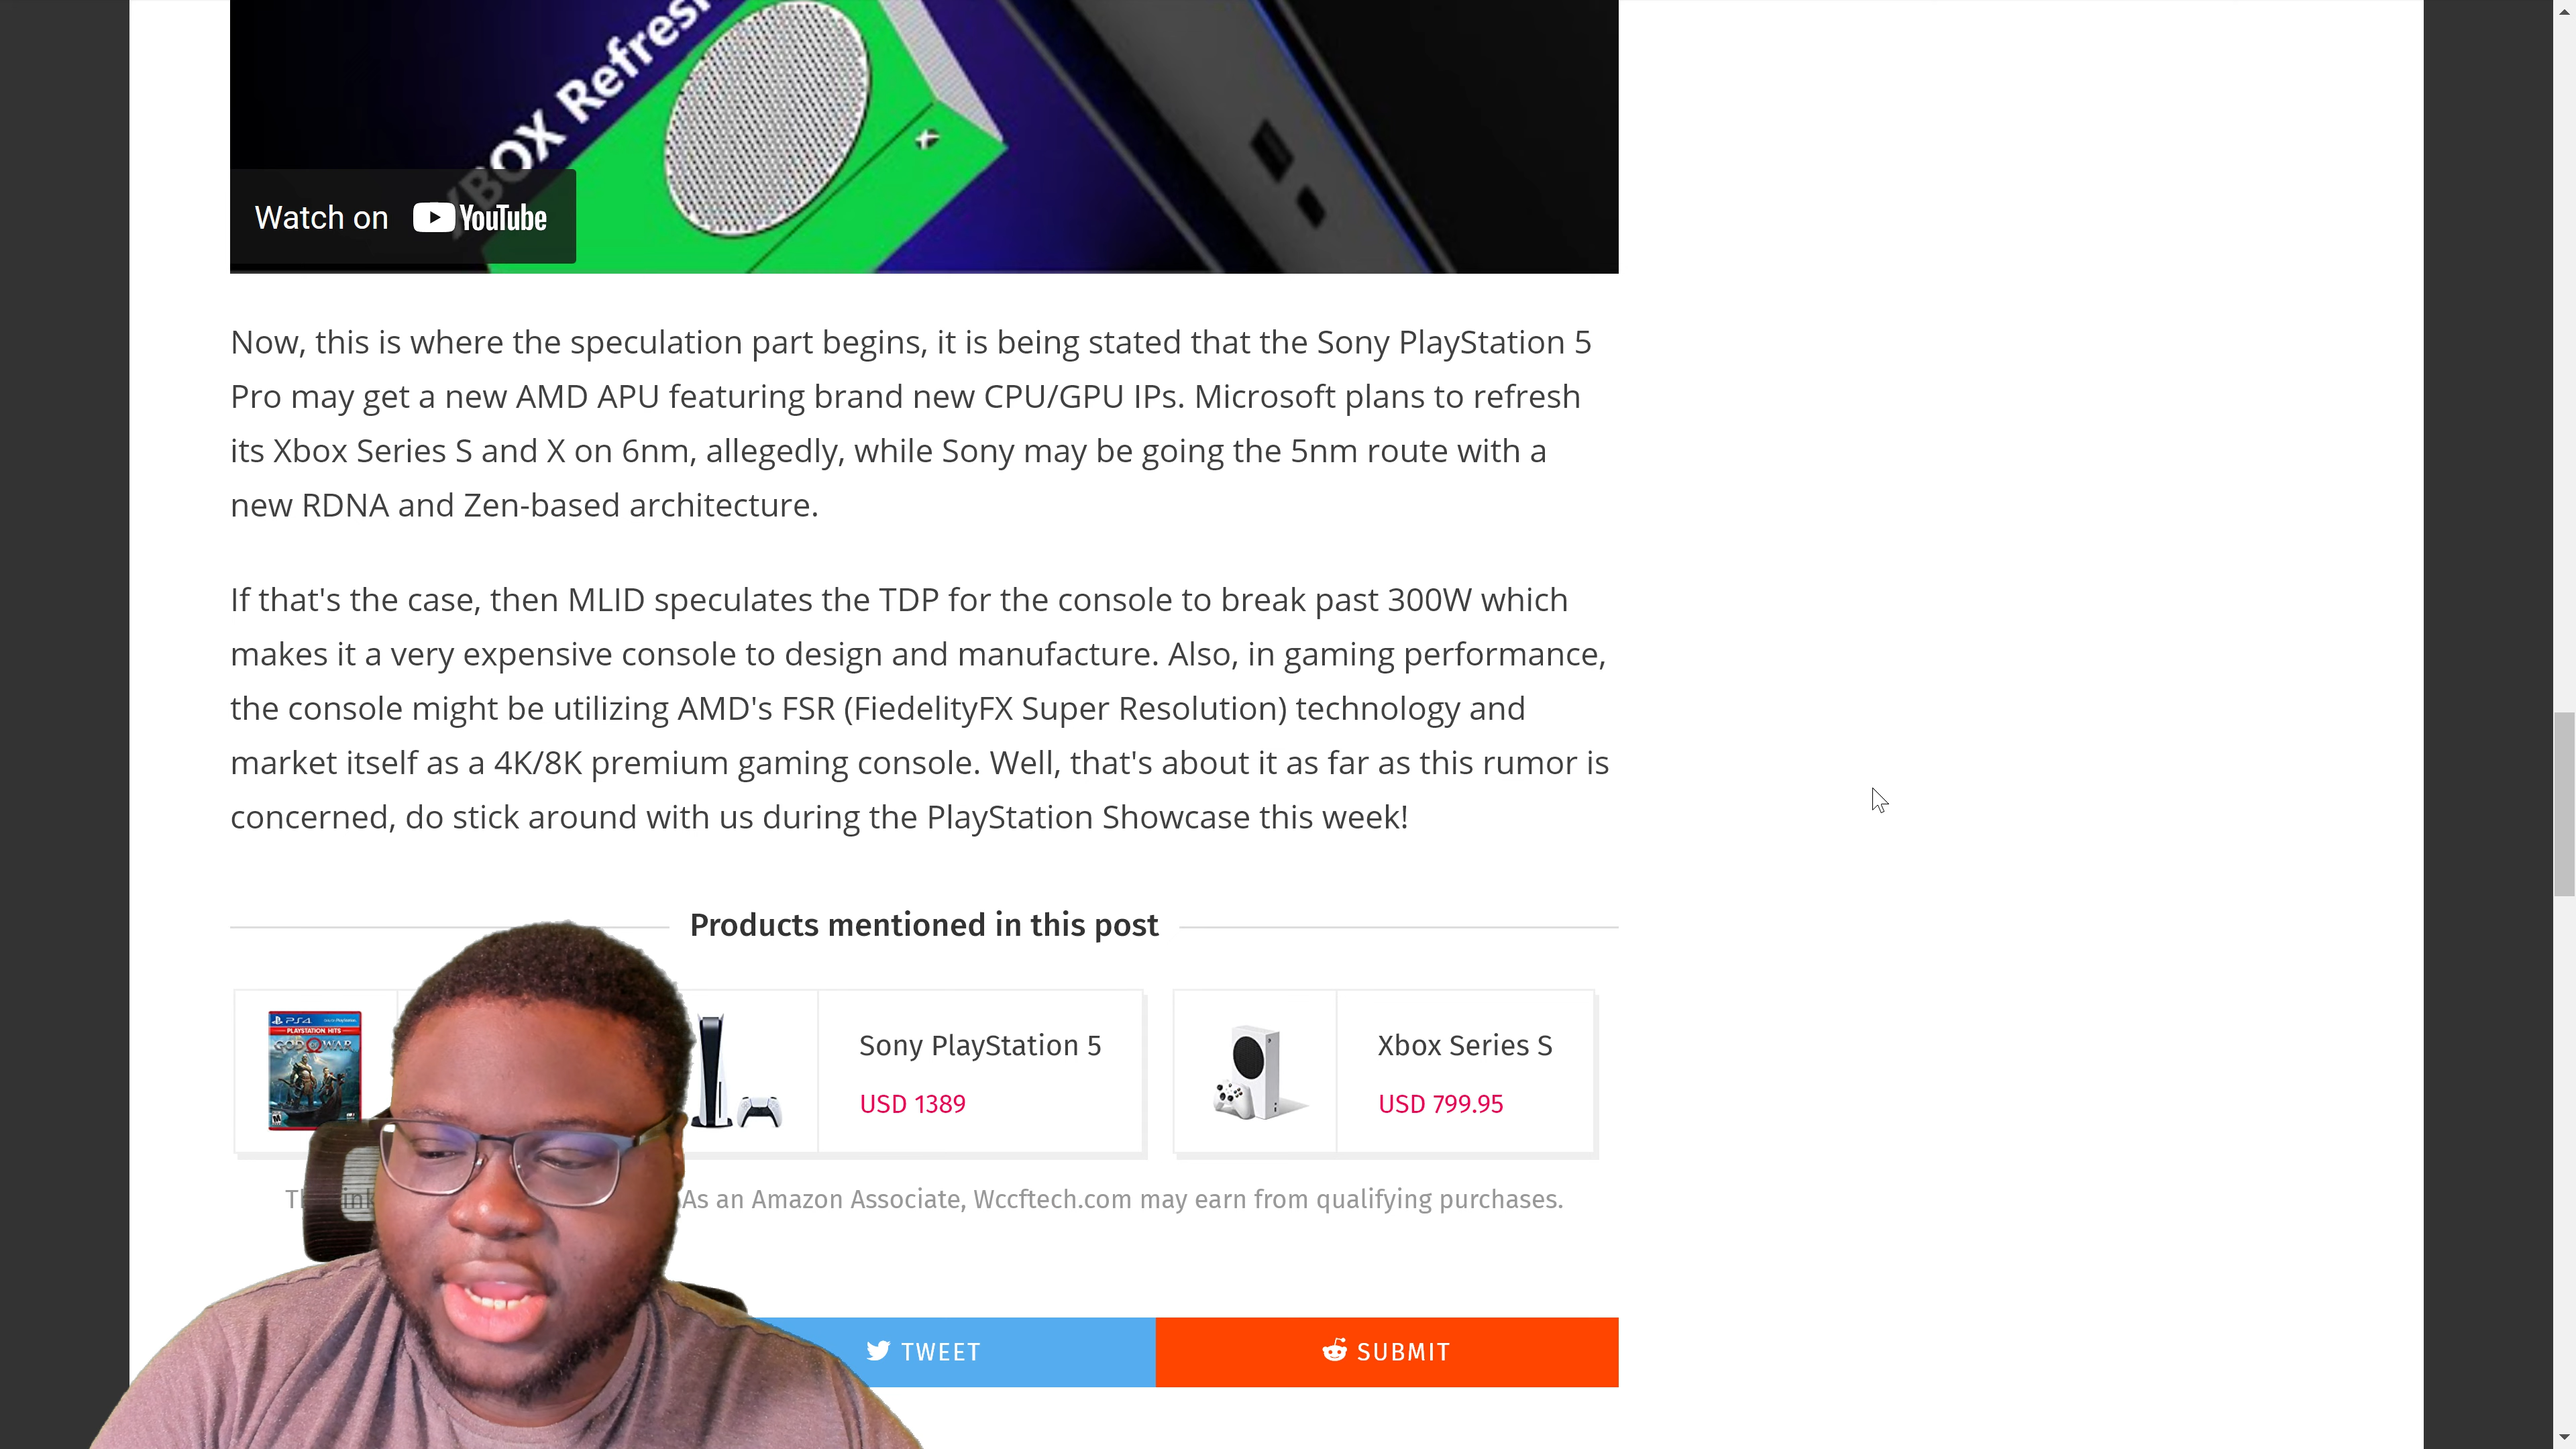 XBOX Refresh
Watch on YouTube
Now, this is where the speculation part begins, it is being stated that the Sony PlayStation 5
Pro may get a new AMD APU featuring brand new CPU/GPU IPs. Microsoft plans to refresh
its Xbox Series S and X on 6nm, allegedly, while Sony may be going the 5nm route with a
new RDNA and Zen-based architecture.
If that's the case, then MLID speculates the TDP for the console to break past 300W which
makes it a very expensive console to design and manufacture. Also, in gaming performance,
the console might be utilizing AMD's FSR (FiedelityFX Super Resolution) technology and
market itself as a 4K/8K premium gaming console. Well, that's about it as far as this rumor is
concerned, do stick around with us during the PlayStation Showcase this week!
Products mentioned in this post
PS4
PLAYSTATION HITS
GOD OF WAR
Sony PlayStation 5
USD 1389
Xbox Series S
USD 799.95
As an Amazon Associate, Wccftech.com may earn from qualifying purchases.
TWEET
SUBMIT